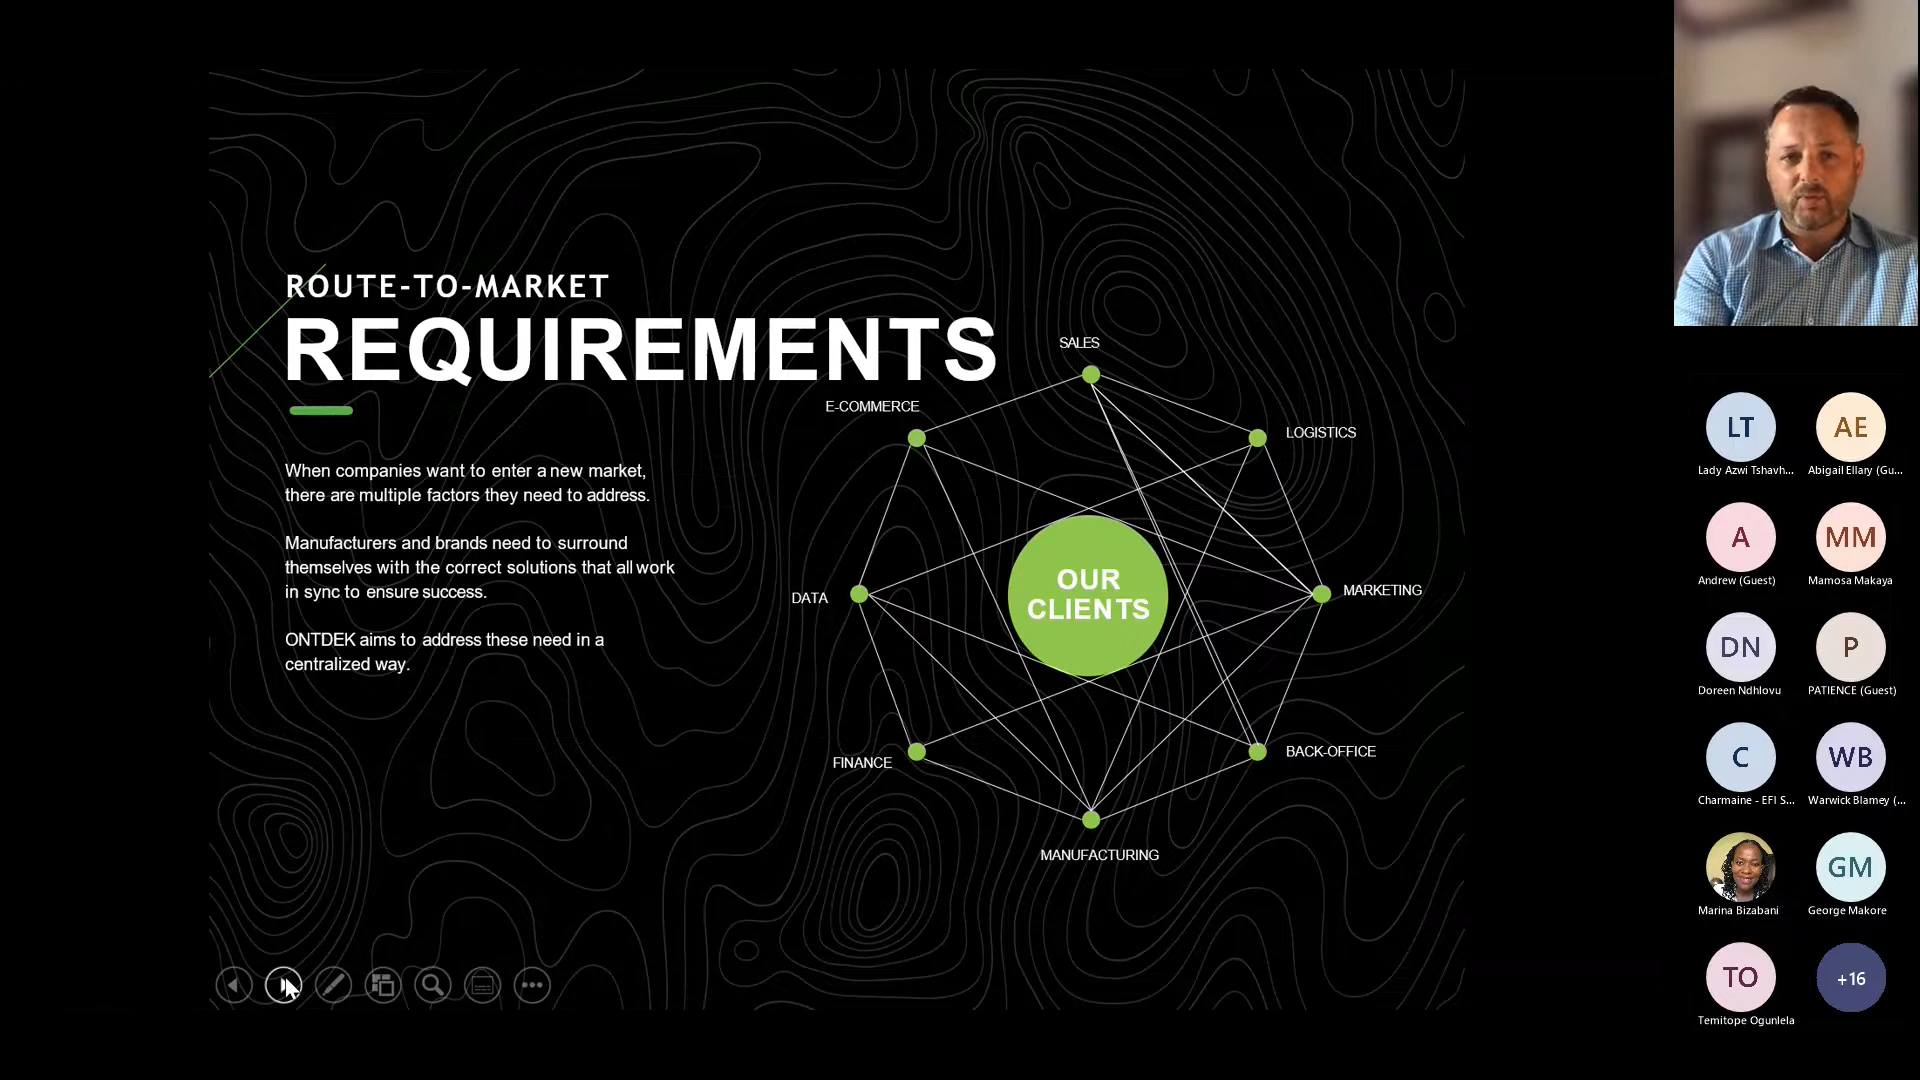 ROUTE-TO-MARKET
REQUIREMENTS
When companies want to enter a new market,
there are multiple factors they need to address.
Manufacturers and brands need to surround
themselves with the correct solutions that all work
in sync to ensure success.
ONTDEK aims to address these need in a
centralized way.
SALES
E-COMMERCE
LOGISTICS
DATA
OUR
CLIENTS
MARKETING
FINANCE
BACK-OFFICE
MANUFACTURING
LT
Lady Azwi Tshavh...
AE
Abigail Ellary (Gu...
A
Andrew (Guest)
MM
Mamosa Makaya
DN
Doreen Ndhlovu
P
PATIENCE (Guest)
C
Charmaine - EFI S...
WB
Warwick Blamey (...
Marina Bizabani
GM
George Makore
TO
Temitope Ogunlela
+16